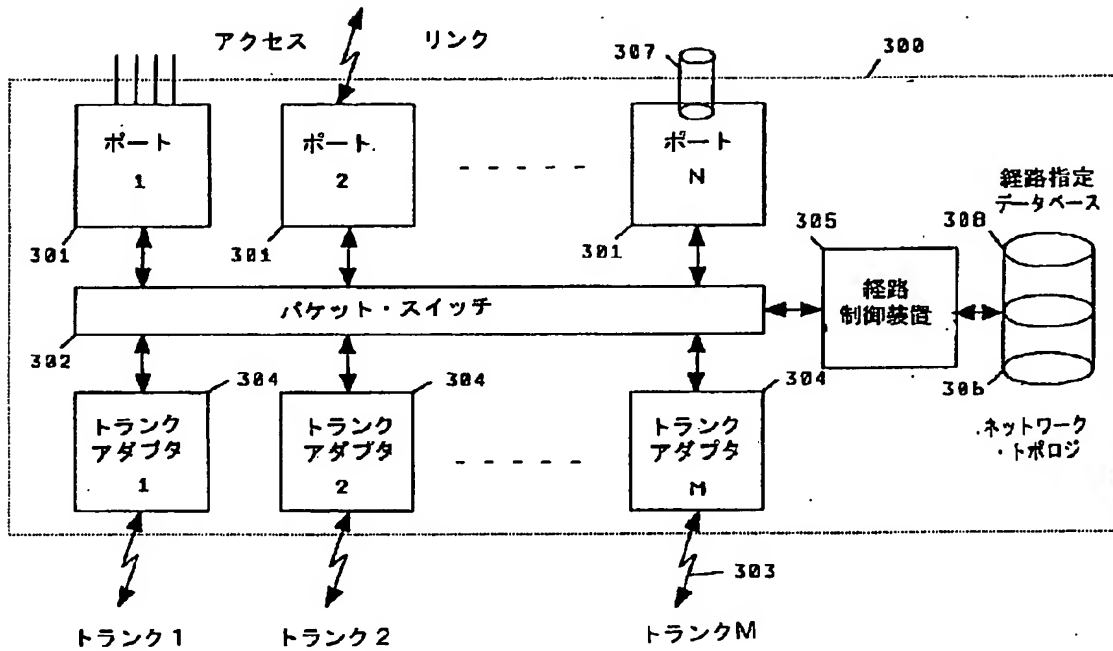 アクセス リンク
307
300
ポート
1
ポート
2
ポート
N
経路指定
データベース
301
301
301
305
308
経路
制御装置
パケット・スイッチ
302
304
304
304
306
トランク
アダプタ
1
トランク
アダプタ
2
トランク
アダプタ
M
ネットワーク
・トポロジ
303
トランク1
トランク2
トランクM